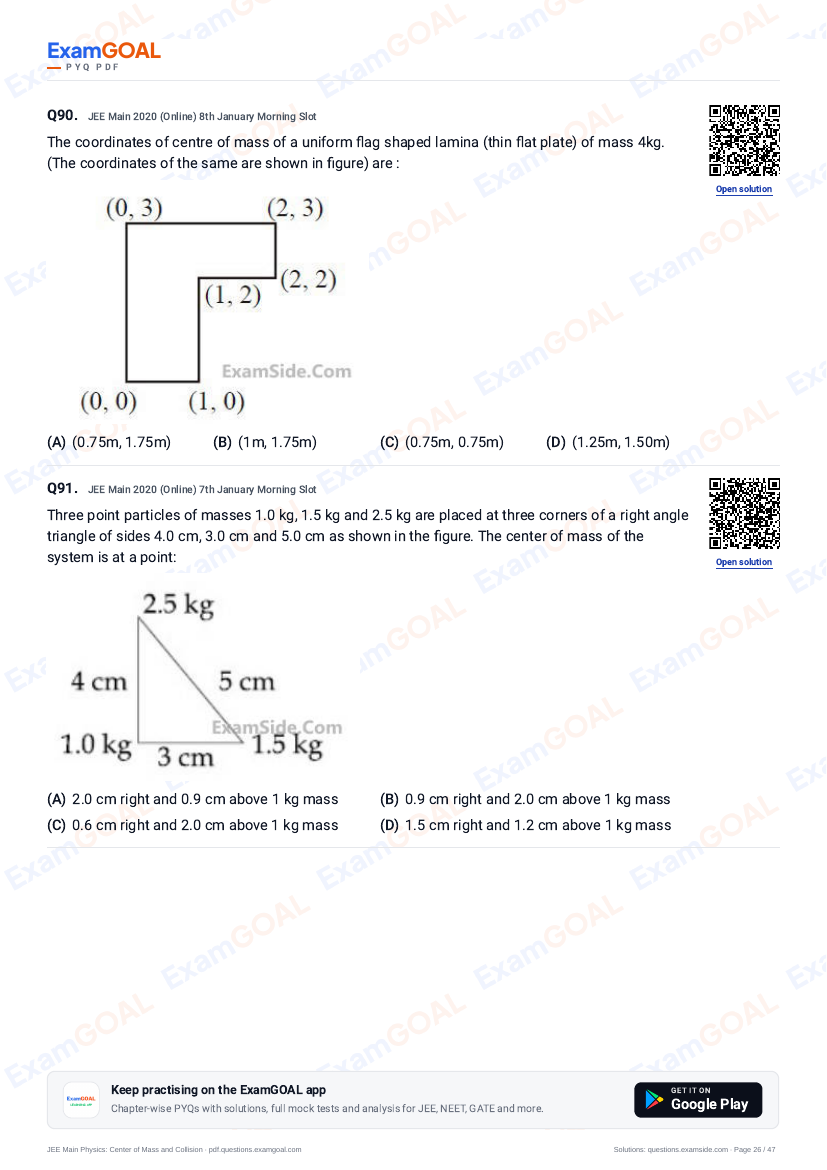 ExamGOAL
PYQ PDF
Q90. JEE Main 2020 (Online) 8th January Morning Slot
The coordinates of centre of mass of a uniform flag shaped lamina (thin flat plate) of mass 4kg.
(The coordinates of the same are shown in figure) are :
Open solution
(0, 3) (2, 3)
(2, 2)
(1, 2)
ExamSide.Com
(0, 0) (1, 0)
(A) (0.75m, 1.75m) (B) (1m, 1.75m) (C) (0.75m, 0.75m) (D) (1.25m, 1.50m)
Q91. JEE Main 2020 (Online) 7th January Morning Slot
Three point particles of masses 1.0 kg, 1.5 kg and 2.5 kg are placed at three corners of a right angle
triangle of sides 4.0 cm, 3.0 cm and 5.0 cm as shown in the figure. The center of mass of the
system is at a point:
Open solution
2.5 kg
4 cm 5 cm
ExamSide.Com
1.0 kg 3 cm 1.5 kg
(A) 2.0 cm right and 0.9 cm above 1 kg mass (B) 0.9 cm right and 2.0 cm above 1 kg mass
(C) 0.6 cm right and 2.0 cm above 1 kg mass (D) 1.5 cm right and 1.2 cm above 1 kg mass
ExamGOAL
Keep practising on the ExamGOAL app
Chapter-wise PYQs with solutions, full mock tests and analysis for JEE, NEET, GATE and more.
GET IT ON
Google Play
JEE Main Physics: Center of Mass and Collision · pdf.questions.examgoal.com Solutions: questions.examside.com · Page 26 / 47